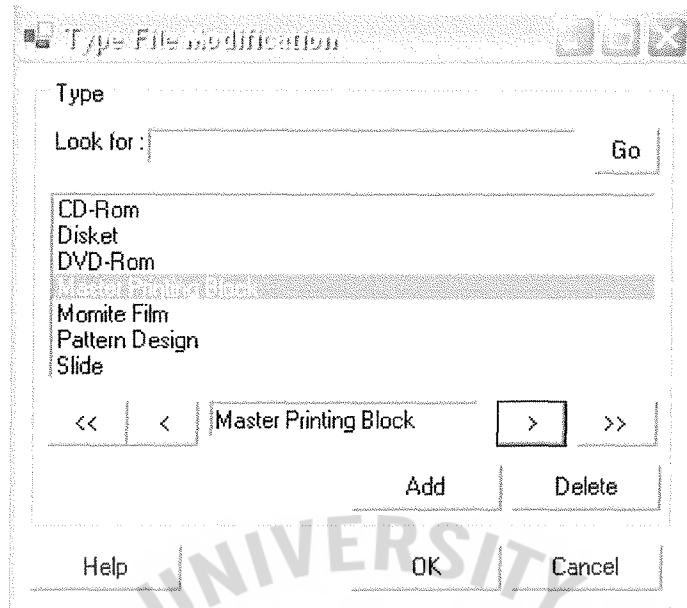 Type File Modification
Type
Look for :
Go
CD-Rom
Disket
DVD-Rom
Master Printing Block
Momite Film
Pattern Design
Slide
<< < Master Printing Block > >>
Add Delete
Help OK Cancel
UNIVERSITY